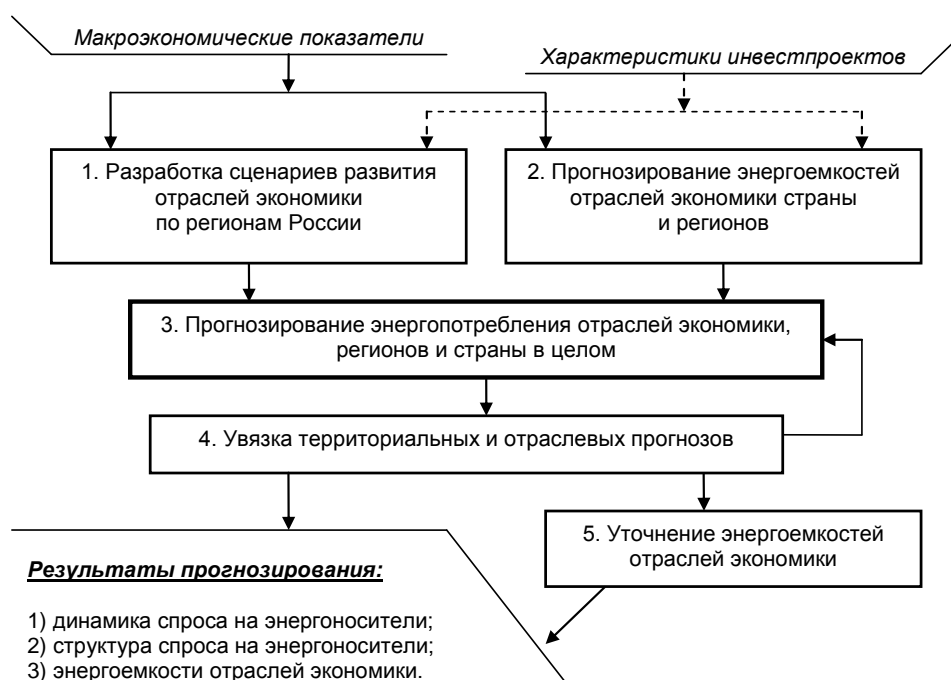 Макроэкономические показатели
Характеристики инвестпроектов
1. Разработка сценариев развития
отраслей экономики
по регионам России
2. Прогнозирование энергоемкостей
отраслей экономики страны
и регионов
3. Прогнозирование энергопотребления отраслей экономики,
регионов и страны в целом
4. Увязка территориальных и отраслевых прогнозов
5. Уточнение энергоемкостей
отраслей экономики
Результаты прогнозирования:
1) динамика спроса на энергоносители;
2) структура спроса на энергоносители;
3) энергоемкости отраслей экономики.